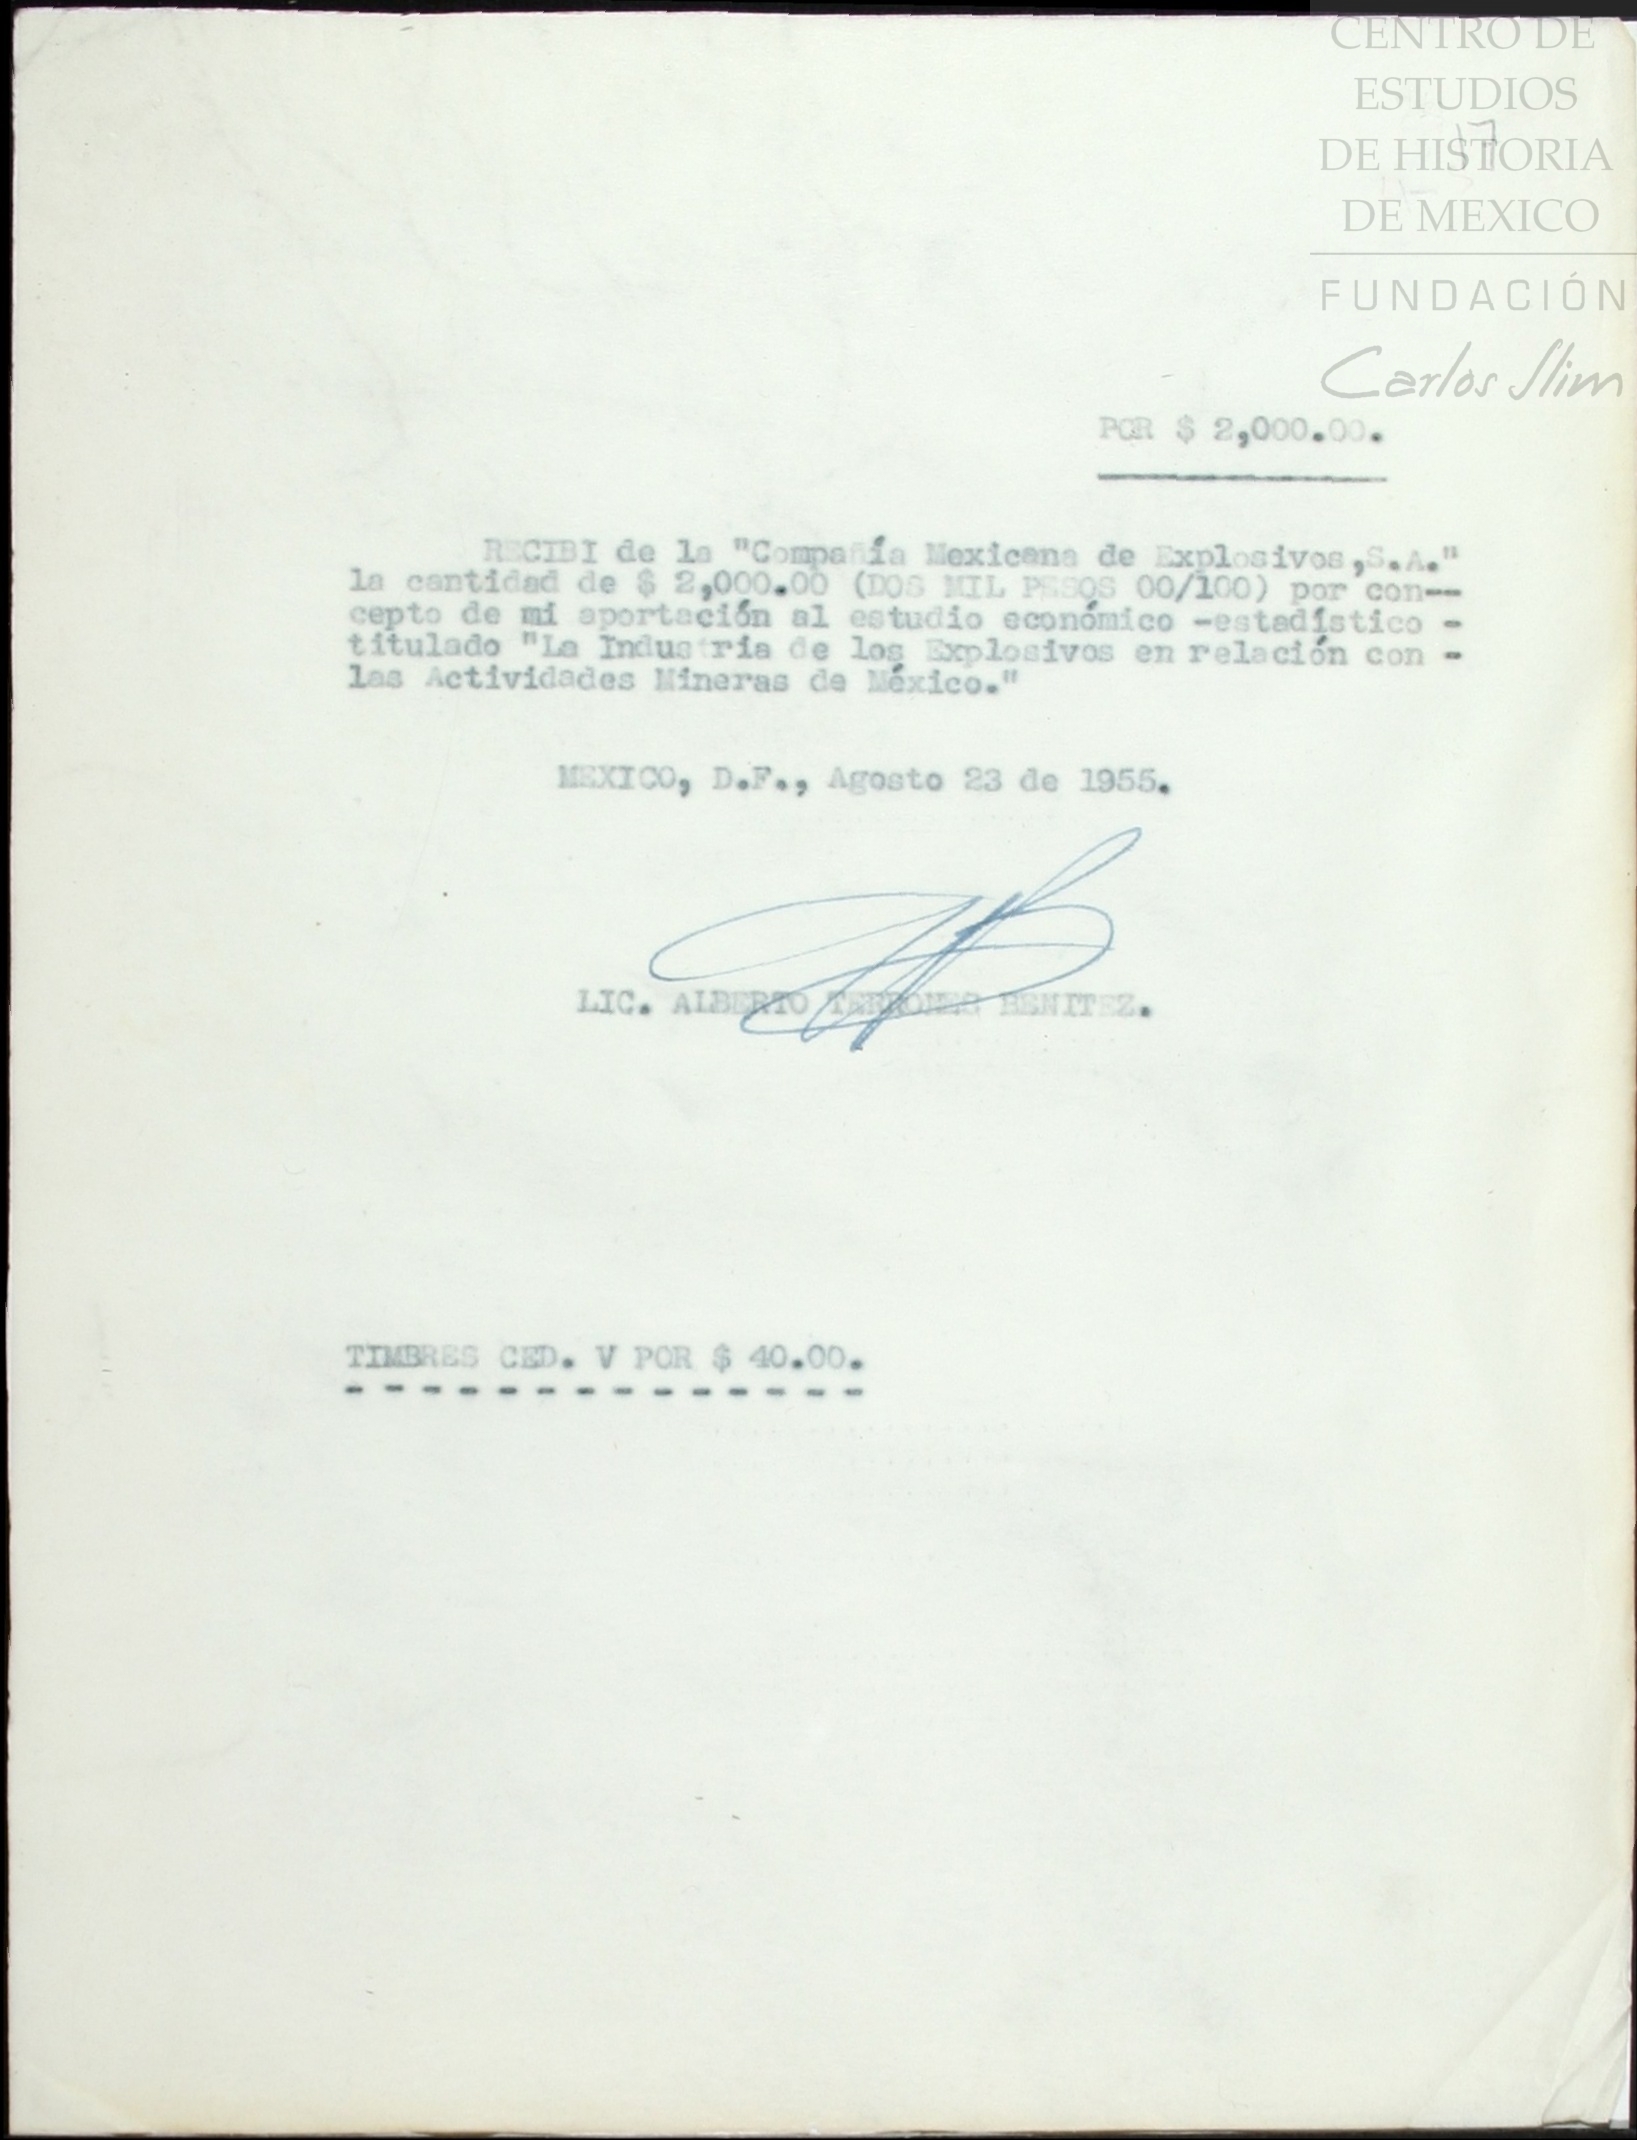 CENTRO DE
ESTUDIOS
17
DE HISTORIA
DE MEXICO
FUNDACIÓN
Carlos Slim
POR $ 2,000.00.
RECIBI de la "Compañía Mexicana de Explosivos,S.A."
la cantidad de $ 2,000.00 (DOS MIL PESOS 00/100) por con--
cepto de mi aportación al estudio económico -estadístico -
titulado "La Industria de los Explosivos en relación con -
las Actividades Mineras de México."
MEXICO, D.F., Agosto 23 de 1955.
LIC. ALBERTO TERRONES BENITEZ.
TIMBRES CED. V POR $ 40.00.
- - - - - - - - - - - - - -